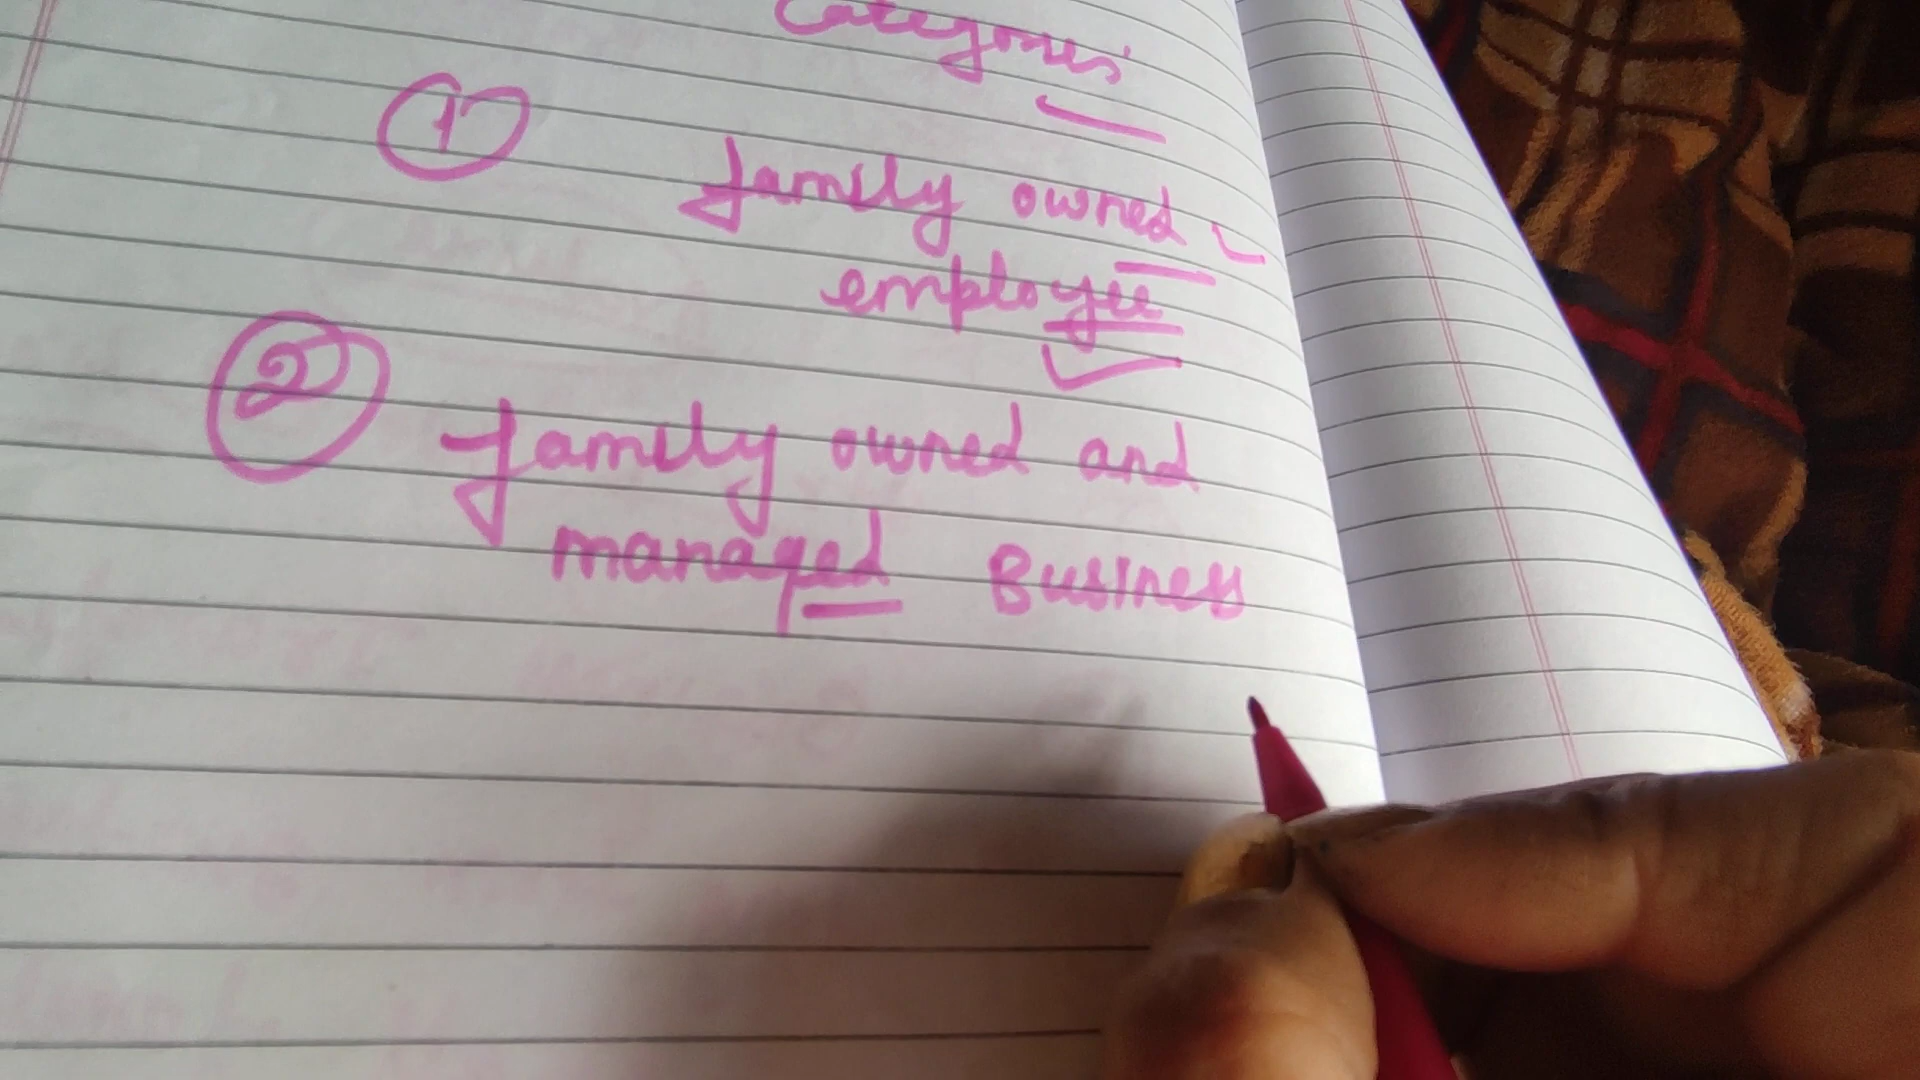 Categories
① family owned
employee
② family owned and
managed Business